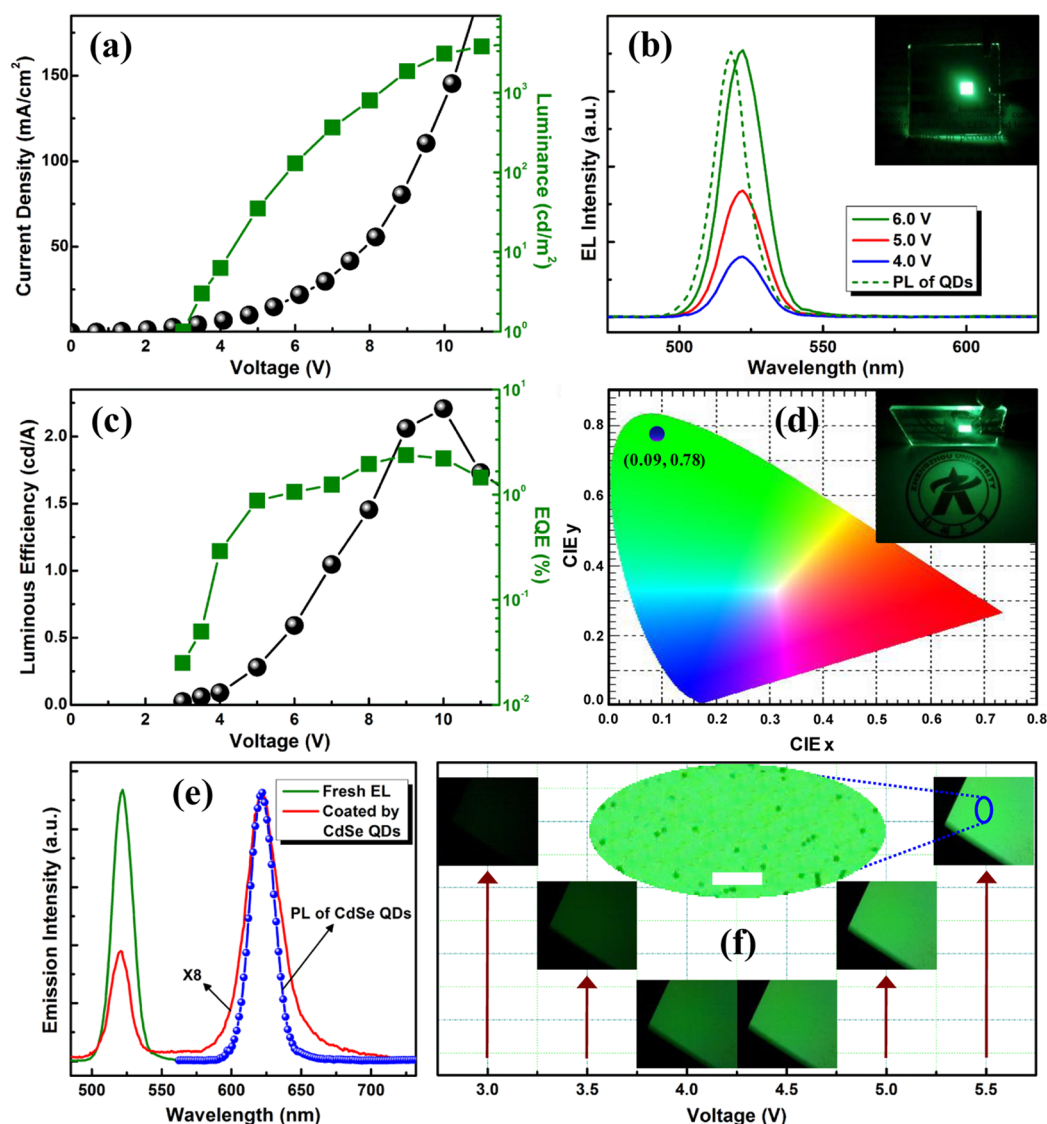 (a)
Current Density (mA/cm²)
150
100
50
0
2
4
6
8
10
Voltage (V)
10³
10²
10¹
10⁰
Luminance (cd/m²)
(b)
EL Intensity (a.u.)
6.0 V
5.0 V
4.0 V
PL of QDs
500
550
600
Wavelength (nm)
(c)
Luminous Efficiency (cd/A)
2.0
1.5
1.0
0.5
0.0
0
2
4
6
8
10
Voltage (V)
10¹
10⁰
10⁻¹
10⁻²
EQE (%)
(d)
(0.09, 0.78)
CIE y
0.8
0.6
0.4
0.2
0.0
0.0
0.1
0.2
0.3
0.4
0.5
0.6
0.7
0.8
CIE x
ZHENGZHOU UNIVERSITY
(e)
Emission Intensity (a.u.)
Fresh EL
Coated by
CdSe QDs
PL of CdSe QDs
X8
500
550
600
650
700
Wavelength (nm)
(f)
3.0
3.5
4.0
4.5
5.0
5.5
Voltage (V)